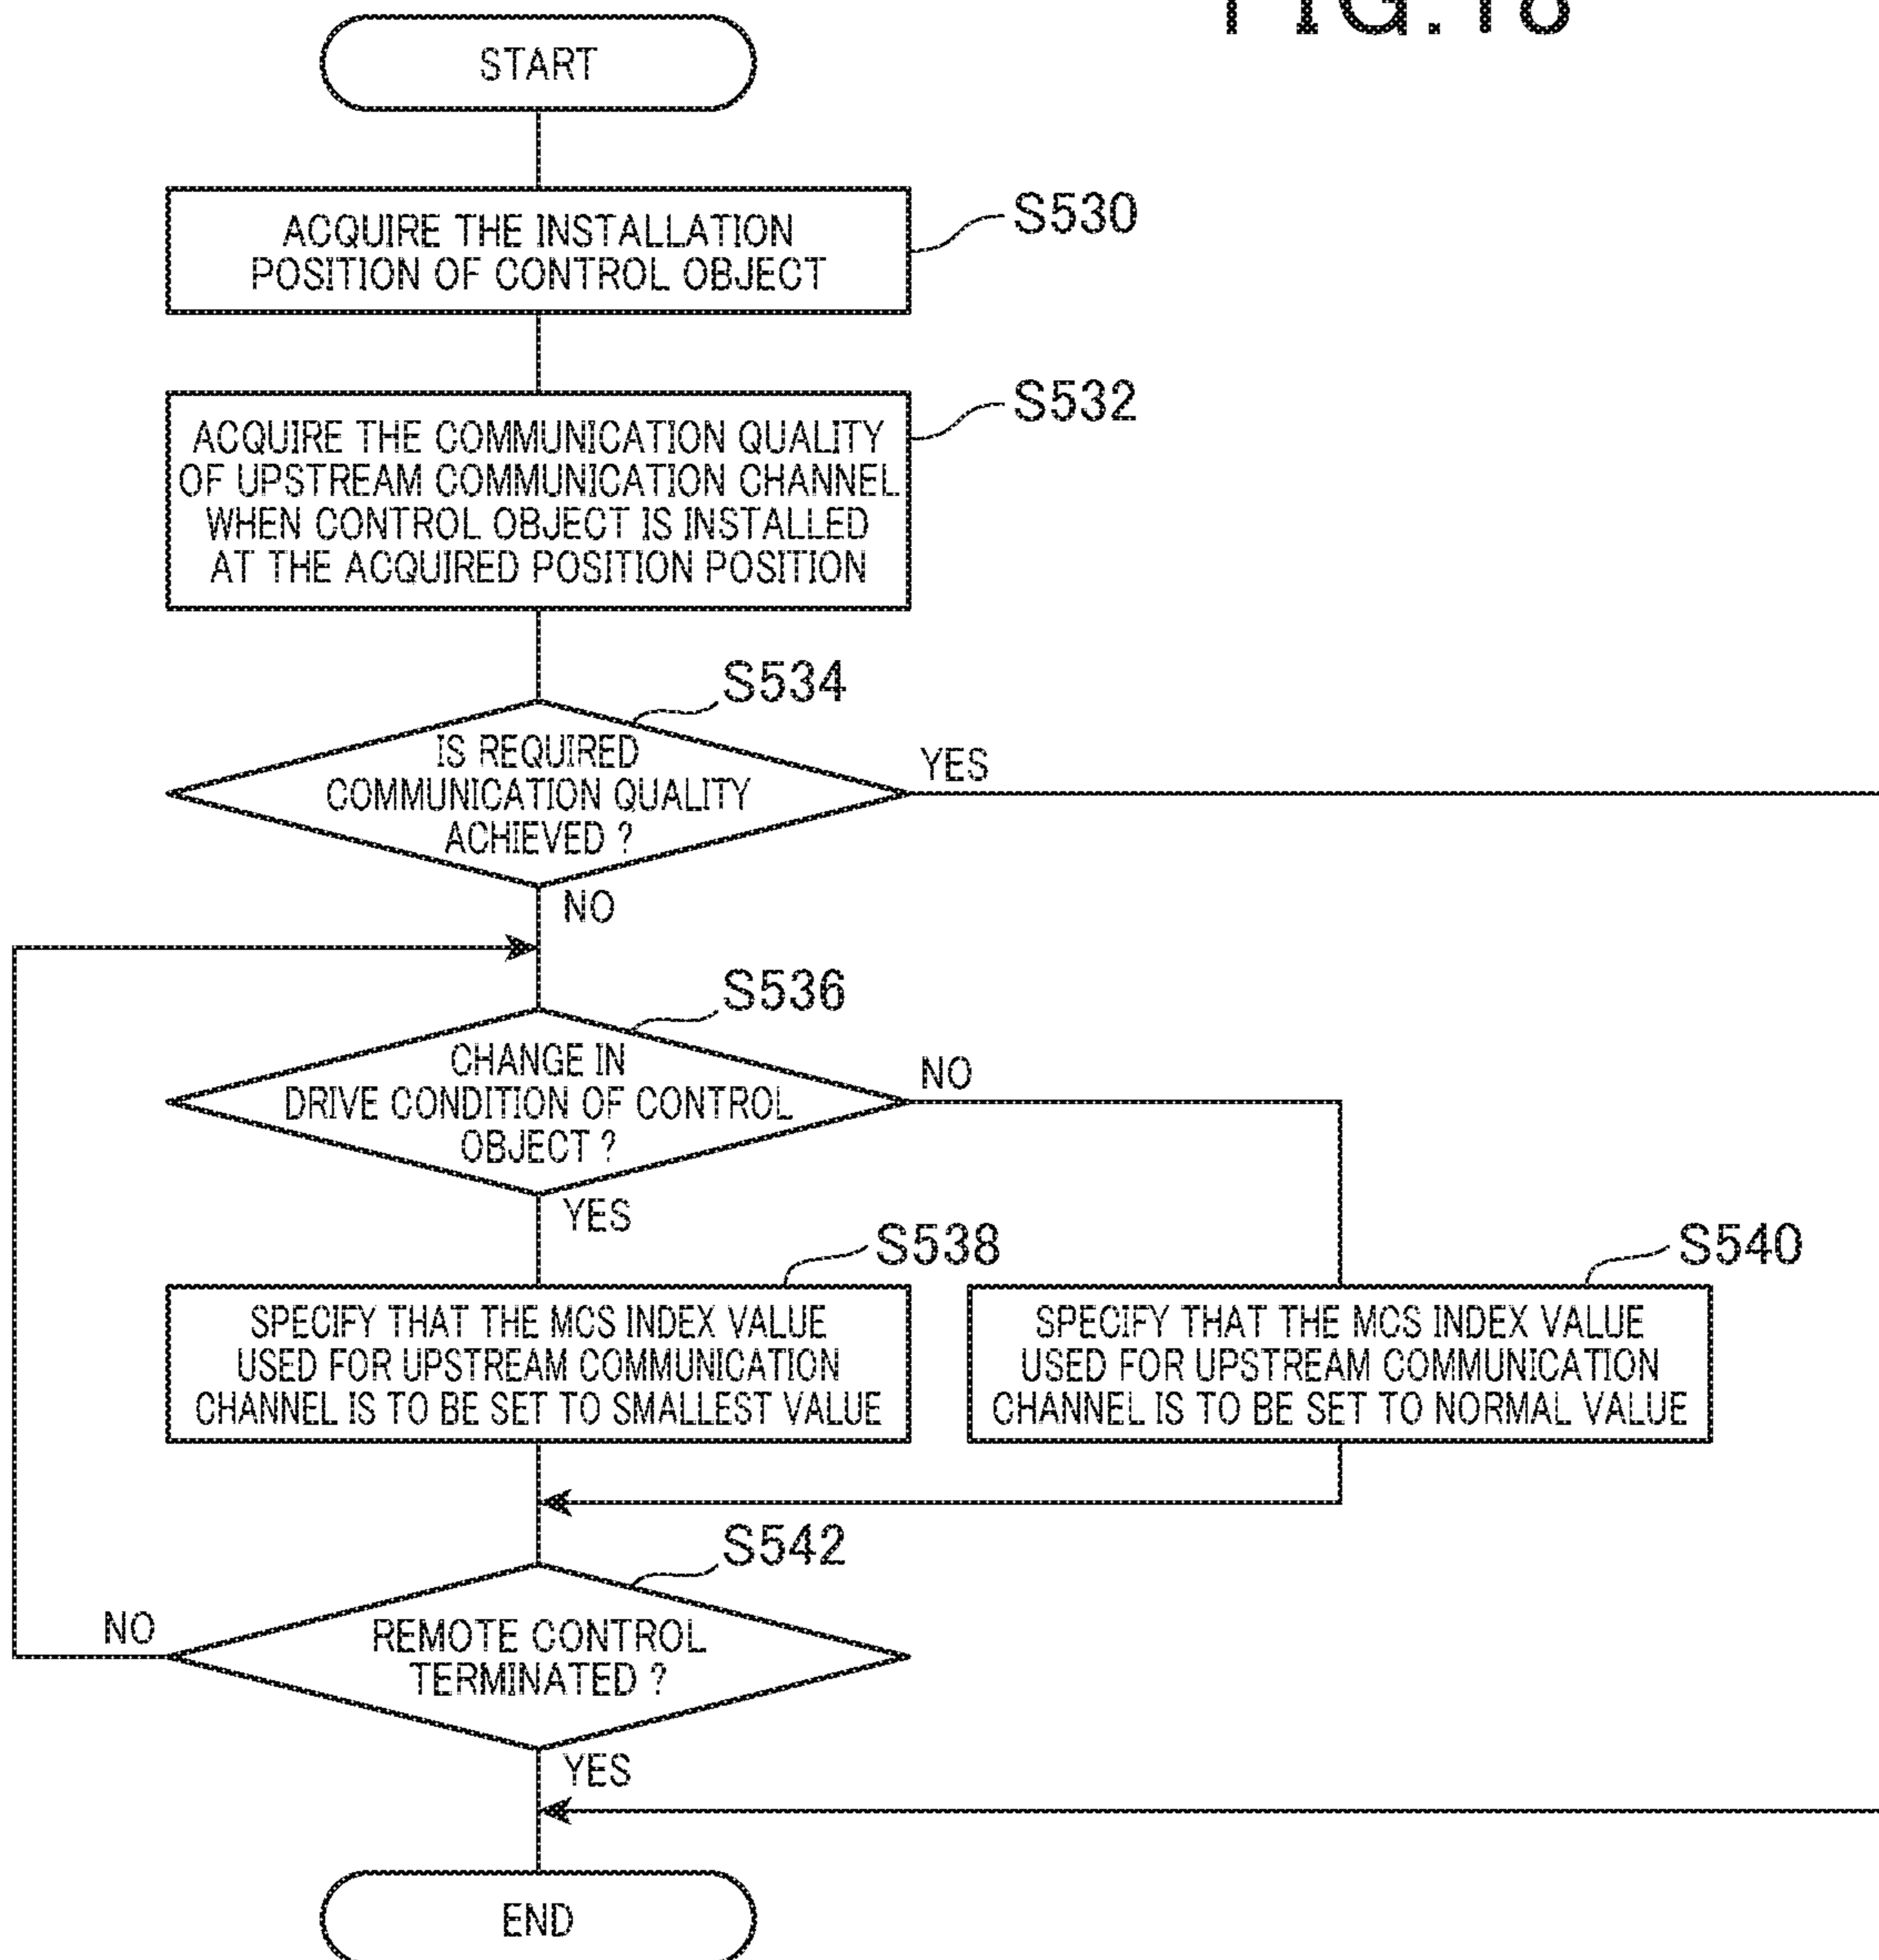 FIG.18
START
ACQUIRE THE INSTALLATION
POSITION OF CONTROL OBJECT
S530
ACQUIRE THE COMMUNICATION QUALITY
OF UPSTREAM COMMUNICATION CHANNEL
WHEN CONTROL OBJECT IS INSTALLED
AT THE ACQUIRED POSITION POSITION
S532
S534
IS REQUIRED
COMMUNICATION QUALITY
ACHIEVED ?
YES
NO
S536
CHANGE IN
DRIVE CONDITION OF CONTROL
OBJECT ?
NO
YES
S538
SPECIFY THAT THE MCS INDEX VALUE
USED FOR UPSTREAM COMMUNICATION
CHANNEL IS TO BE SET TO SMALLEST VALUE
S540
SPECIFY THAT THE MCS INDEX VALUE
USED FOR UPSTREAM COMMUNICATION
CHANNEL IS TO BE SET TO NORMAL VALUE
S542
NO
REMOTE CONTROL
TERMINATED ?
YES
END